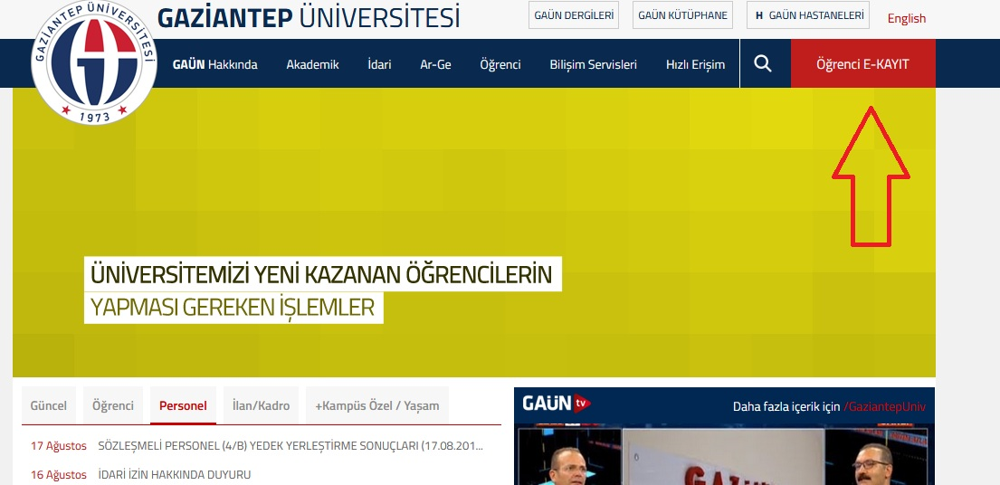 GAZİANTEP ÜNİVERSİTESİ
1973
GAZİANTEP ÜNİVERSİTESİ
GAÜN DERGİLERİ
GAÜN KÜTÜPHANE
H GAÜN HASTANELERİ
English
GAÜN Hakkında
Akademik
İdari
Ar-Ge
Öğrenci
Bilişim Servisleri
Hızlı Erişim
Öğrenci E-KAYIT
ÜNİVERSİTEMİZİ YENİ KAZANAN ÖĞRENCİLERİN
YAPMASI GEREKEN İŞLEMLER
Güncel
Öğrenci
Personel
İlan/Kadro
+Kampüs Özel / Yaşam
17 Ağustos SÖZLEŞMELİ PERSONEL (4/B) YEDEK YERLEŞTİRME SONUÇLARI (17.08.201...
16 Ağustos İDARİ İZİN HAKKINDA DUYURU
GAÜN tv
Daha fazla içerik için /GaziantepUniv